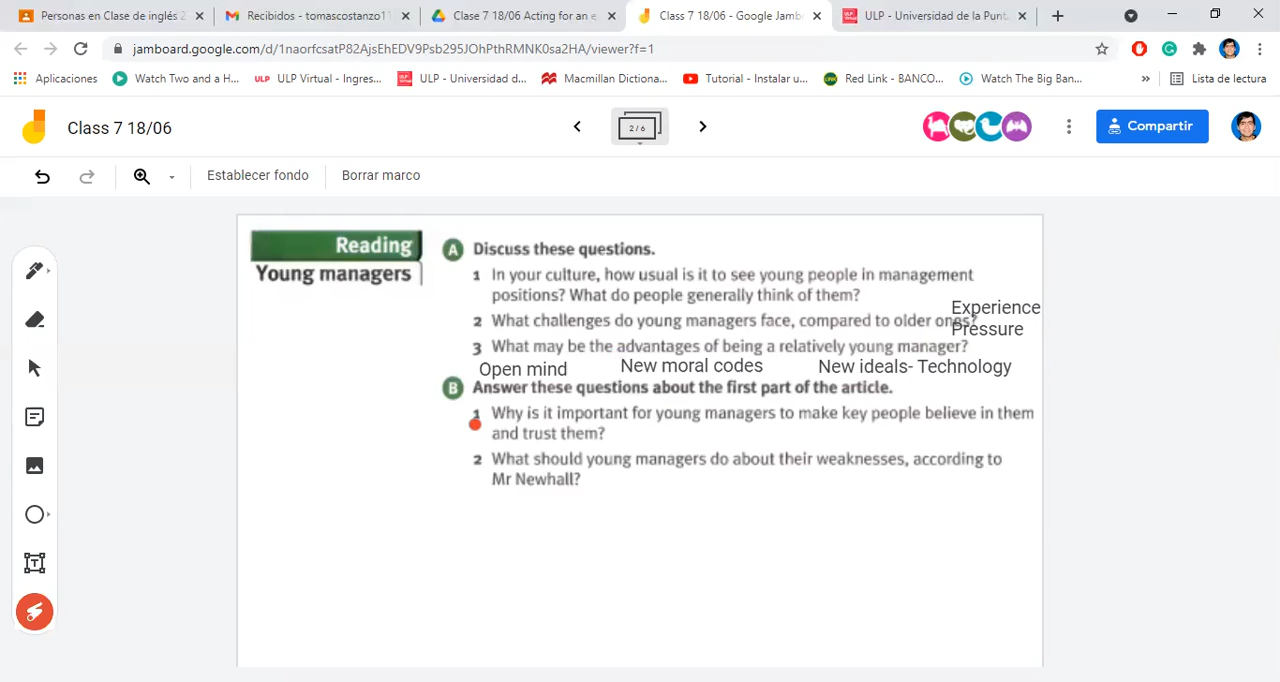 Personas en Clase de Inglés 2
Recibidos - tomascostanzo11
Clase 7 18/06 Acting for an e
Class 7 18/06 - Google Jamb
ULP - Universidad de la Punt
jamboard.google.com/d/1naorfcsatP82AjsEhEDV9Psb295JOhPthRMNK0sa2HA/viewer?f=1
Aplicaciones
Watch Two and a H...
ULP ULP Virtual - Ingres...
ULP - Universidad d...
Macmillan Dictiona...
Tutorial - Instalar u...
Red Link - BANCO...
Watch The Big Ban...
»
Lista de lectura
Class 7 18/06
2/6
Compartir
Establecer fondo
Borrar marco
Reading
Young managers
A Discuss these questions.
1 In your culture, how usual is it to see young people in management
positions? What do people generally think of them?
Experience
2 What challenges do young managers face, compared to older ones?
Pressure
3 What may be the advantages of being a relatively young manager?
Open mind New moral codes New ideals- Technology
B Answer these questions about the first part of the article.
1 Why is it important for young managers to make key people believe in them
and trust them?
2 What should young managers do about their weaknesses, according to
Mr Newhall?